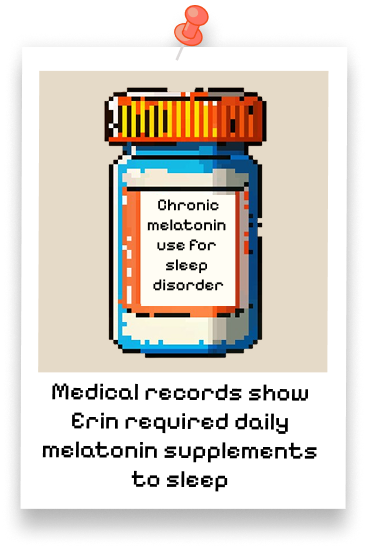 Chronic
melatonin
use for
sleep
disorder
Medical records show
Erin required daily
melatonin supplements
to sleep